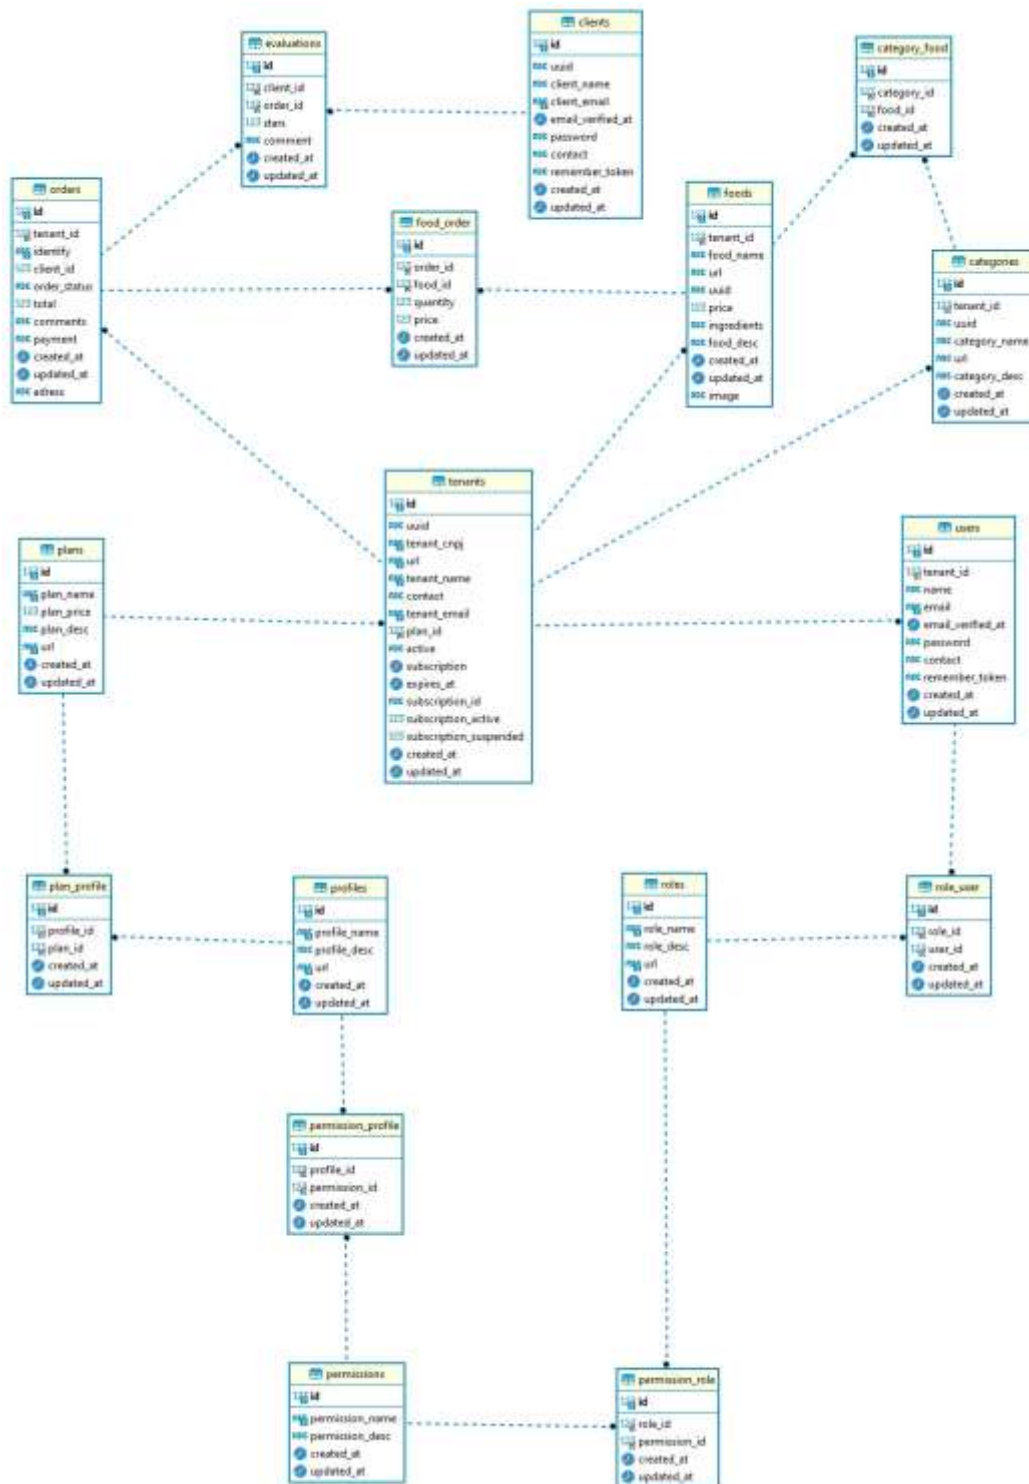 evaluations
id
client_id
order_id
stars
comment
created_at
updated_at
clients
id
uuid
client_name
client_email
email_verified_at
password
contact
remember_token
created_at
updated_at
category_food
id
category_id
food_id
created_at
updated_at
orders
id
tenant_id
identify
client_id
order_status
total
comments
payment
created_at
updated_at
adress
food_order
id
order_id
food_id
quantity
price
created_at
updated_at
foods
id
tenant_id
food_name
url
uuid
price
ingredients
food_desc
created_at
updated_at
image
categories
id
tenant_id
uuid
category_name
url
category_desc
created_at
updated_at
tenants
id
uuid
tenant_cnpj
url
tenant_name
contact
tenant_email
plan_id
active
subscription
expires_at
subscription_id
subscription_active
subscription_suspended
created_at
updated_at
plans
id
plan_name
plan_price
plan_desc
url
created_at
updated_at
users
id
tenant_id
name
email
email_verified_at
password
contact
remember_token
created_at
updated_at
plan_profile
id
profile_id
plan_id
created_at
updated_at
profiles
id
profile_name
profile_desc
url
created_at
updated_at
roles
id
role_name
role_desc
url
created_at
updated_at
role_user
id
role_id
user_id
created_at
updated_at
permission_profile
id
profile_id
permission_id
created_at
updated_at
permissions
id
permission_name
permission_desc
created_at
updated_at
permission_role
id
role_id
permission_id
created_at
updated_at